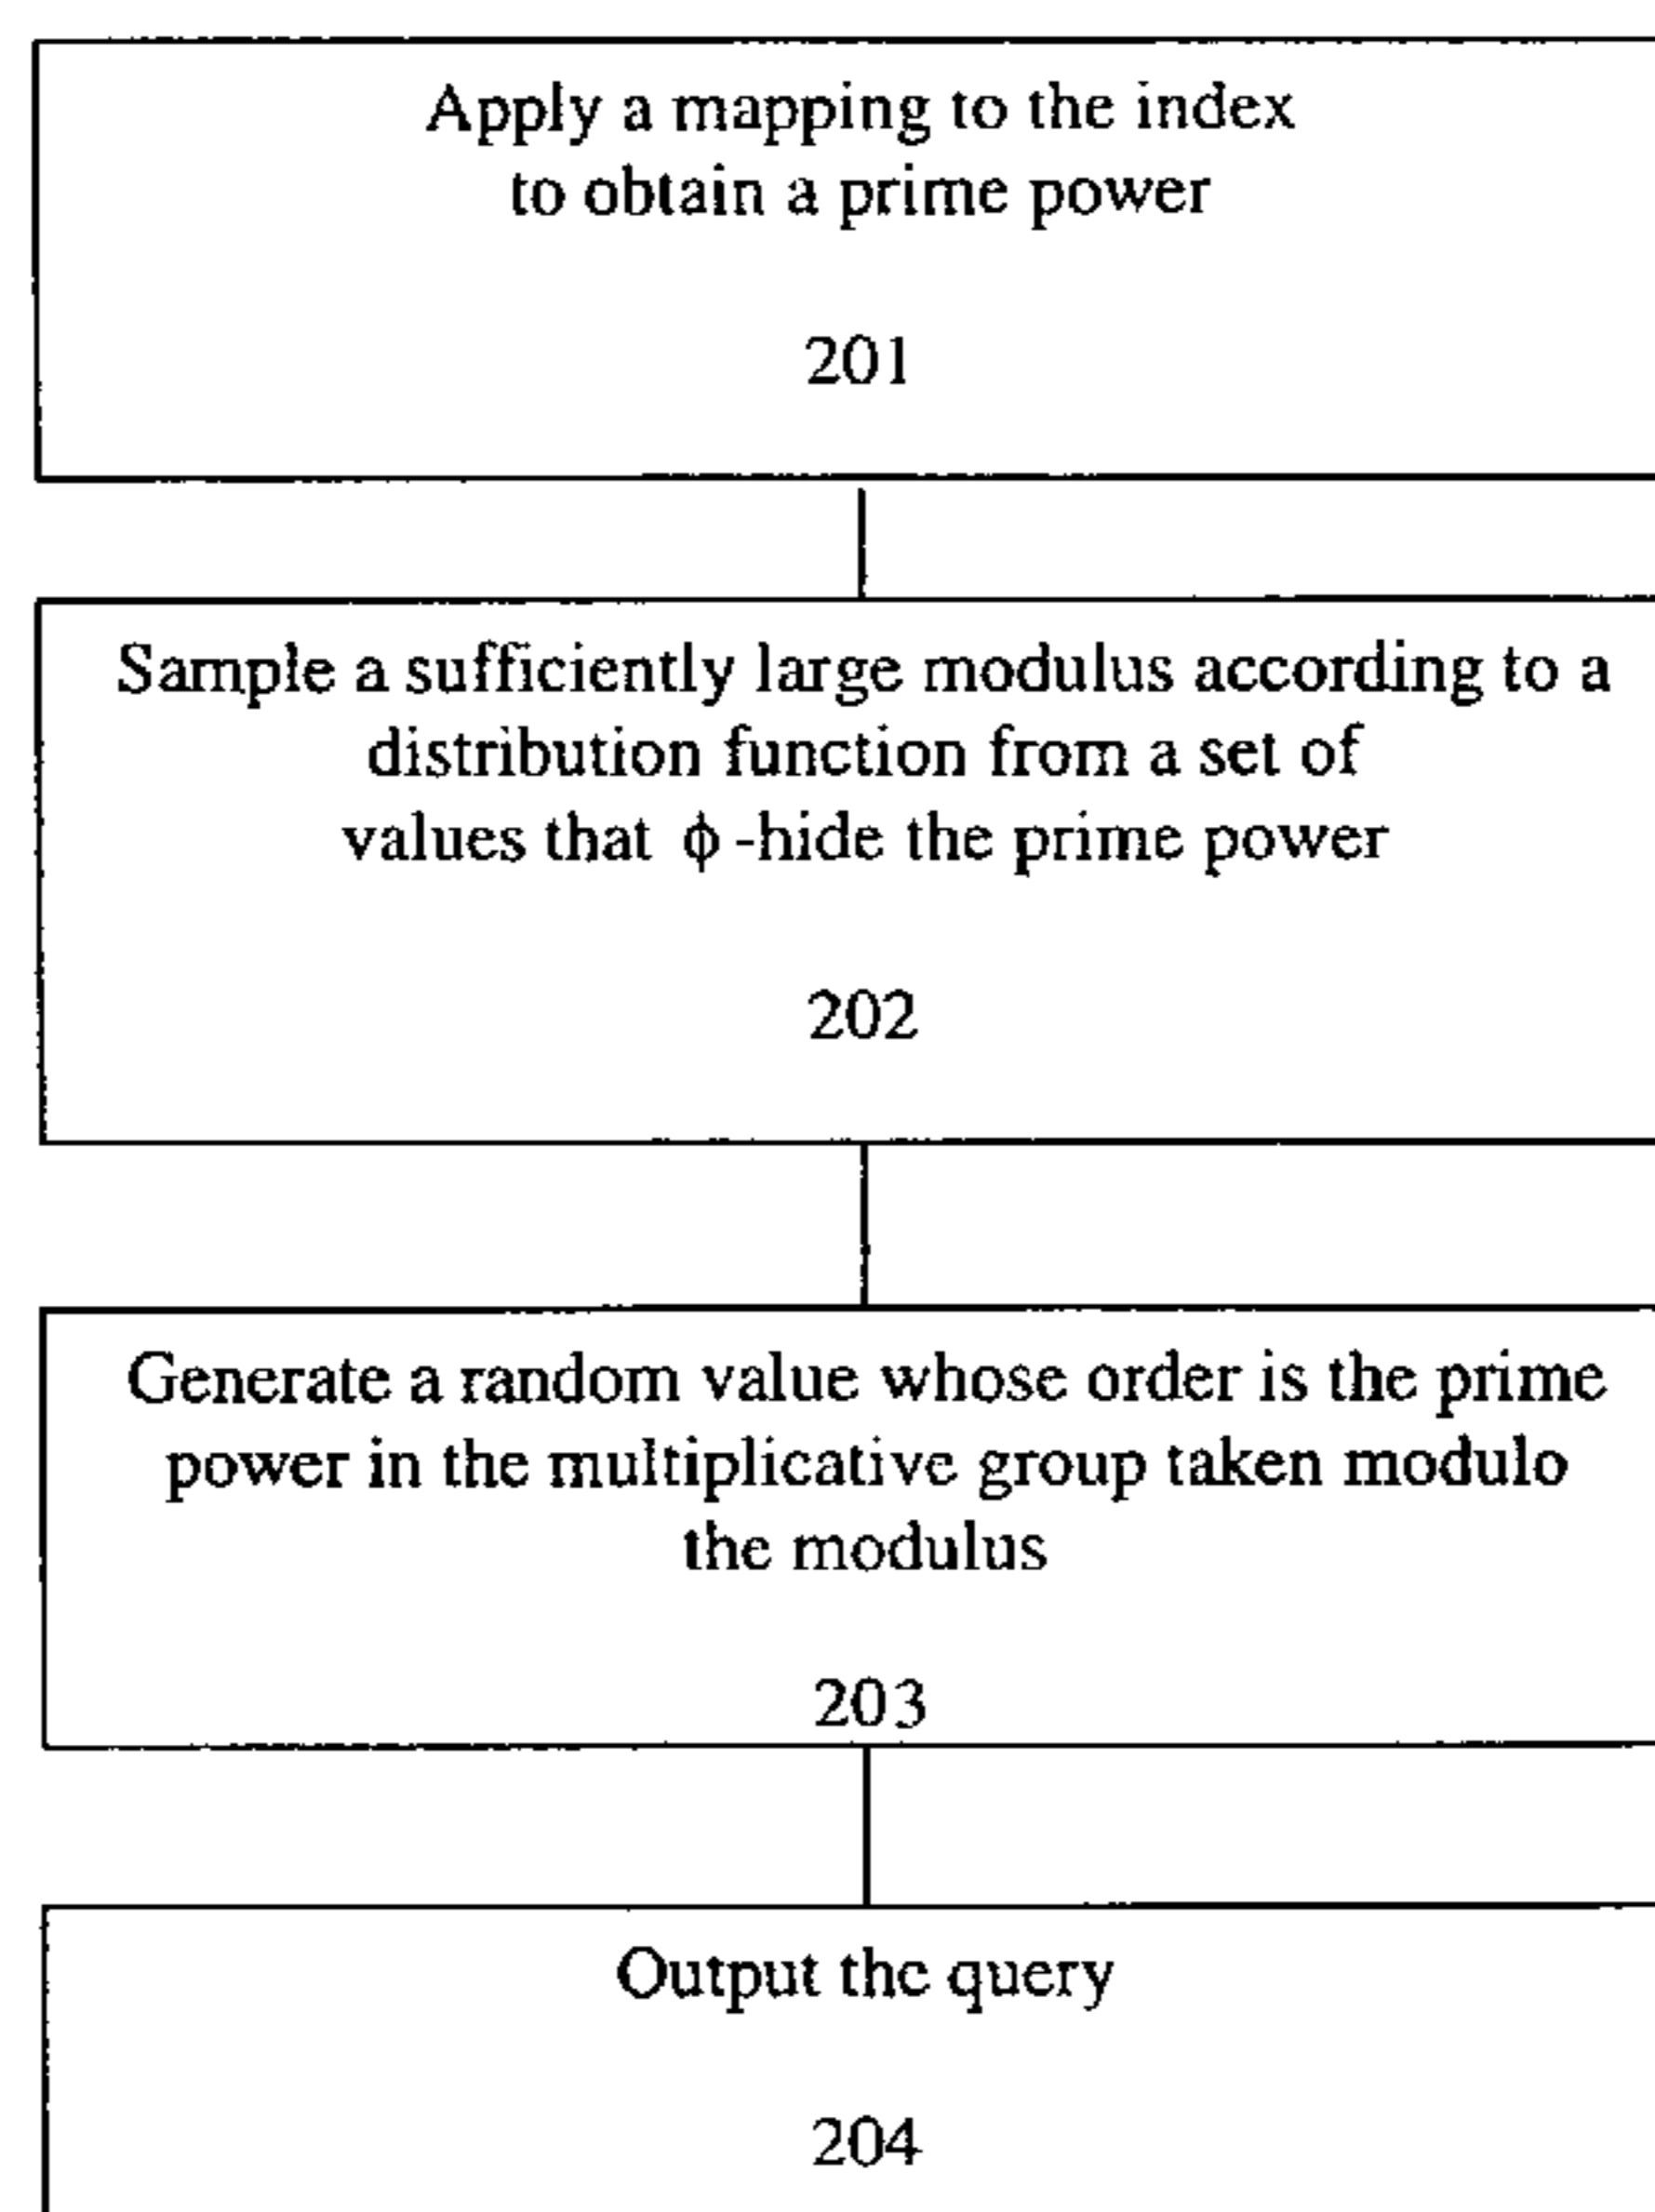 Apply a mapping to the index
to obtain a prime power
201
Sample a sufficiently large modulus according to a
distribution function from a set of
values that ϕ-hide the prime power
202
Generate a random value whose order is the prime
power in the multiplicative group taken modulo
the modulus
203
Output the query
204